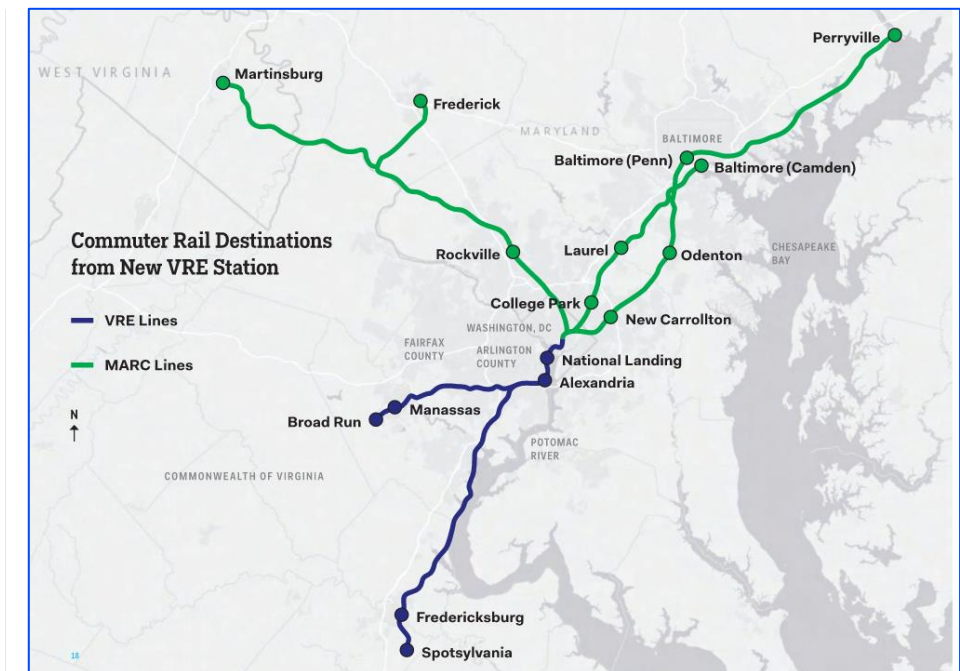 Perryville
WEST VIRGINIA
Martinsburg
Frederick
MARYLAND
BALTIMORE
Baltimore (Penn)
Baltimore (Camden)
Commuter Rail Destinations
from New VRE Station
Rockville
Laurel
Odenton
CHESAPEAKE
BAY
College Park
New Carrollton
VRE Lines
WASHINGTON, DC
FAIRFAX
COUNTY
ARLINGTON
COUNTY
National Landing
MARC Lines
Alexandria
N
Manassas
Broad Run
POTOMAC
RIVER
COMMONWEALTH OF VIRGINIA
Fredericksburg
Spotsylvania
18